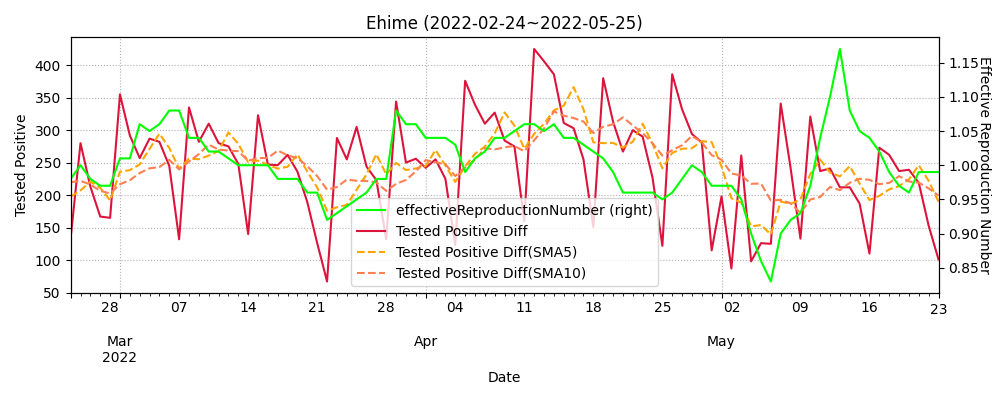 Ehime (2022-02-24~2022-05-25)
Tested Positive
400
350
300
250
200
150
100
50
1.15
1.10
1.05
1.00
0.95
0.90
0.85
Effective Reproduction Number
effectiveReproductionNumber (right)
Tested Positive Diff
Tested Positive Diff(SMA5)
Tested Positive Diff(SMA10)
28 07 14 21 28 04 11 18 25 02 09 16 23
Mar Apr May
2022
Date